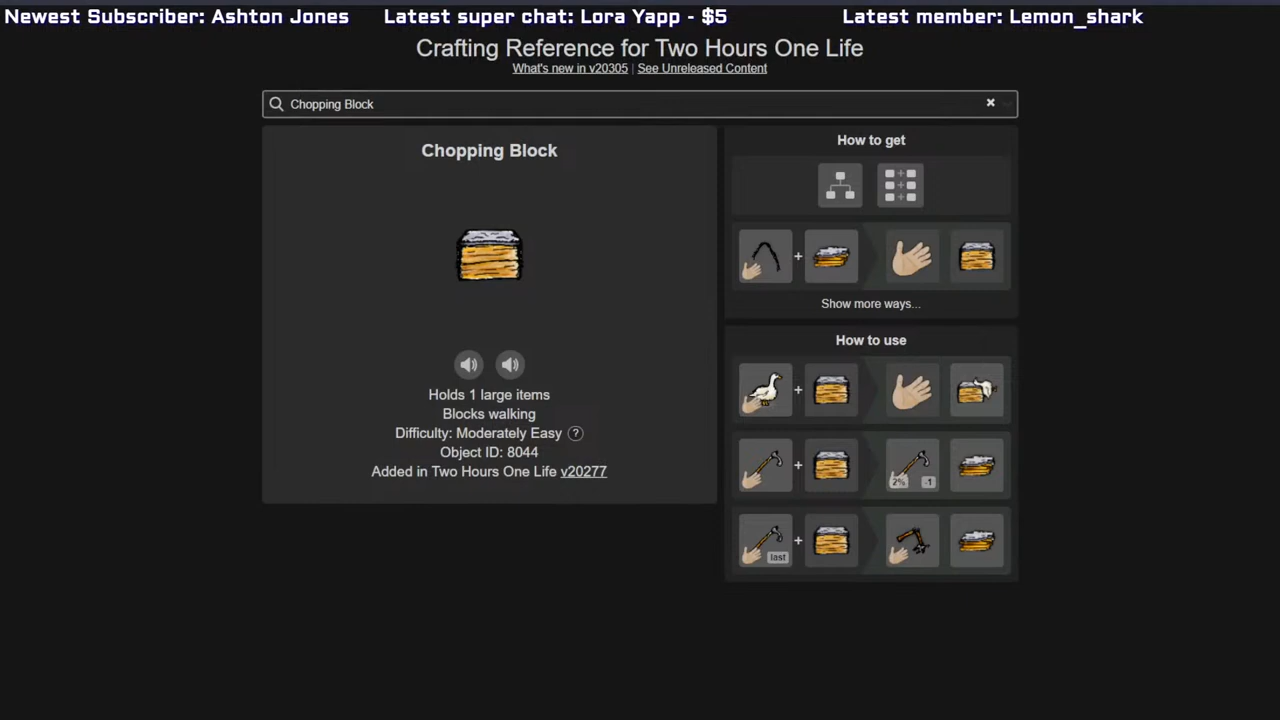 Newest Subscriber: Ashton Jones Latest super chat: Lora Yapp - $5 Latest member: Lemon_shark
Crafting Reference for Two Hours One Life
What's new in v20305 | See Unreleased Content
Chopping Block
Chopping Block
Holds 1 large items
Blocks walking
Difficulty: Moderately Easy ?
Object ID: 8044
Added in Two Hours One Life v20277
How to get
+
Show more ways...
How to use
+
+ 2% -1
last +